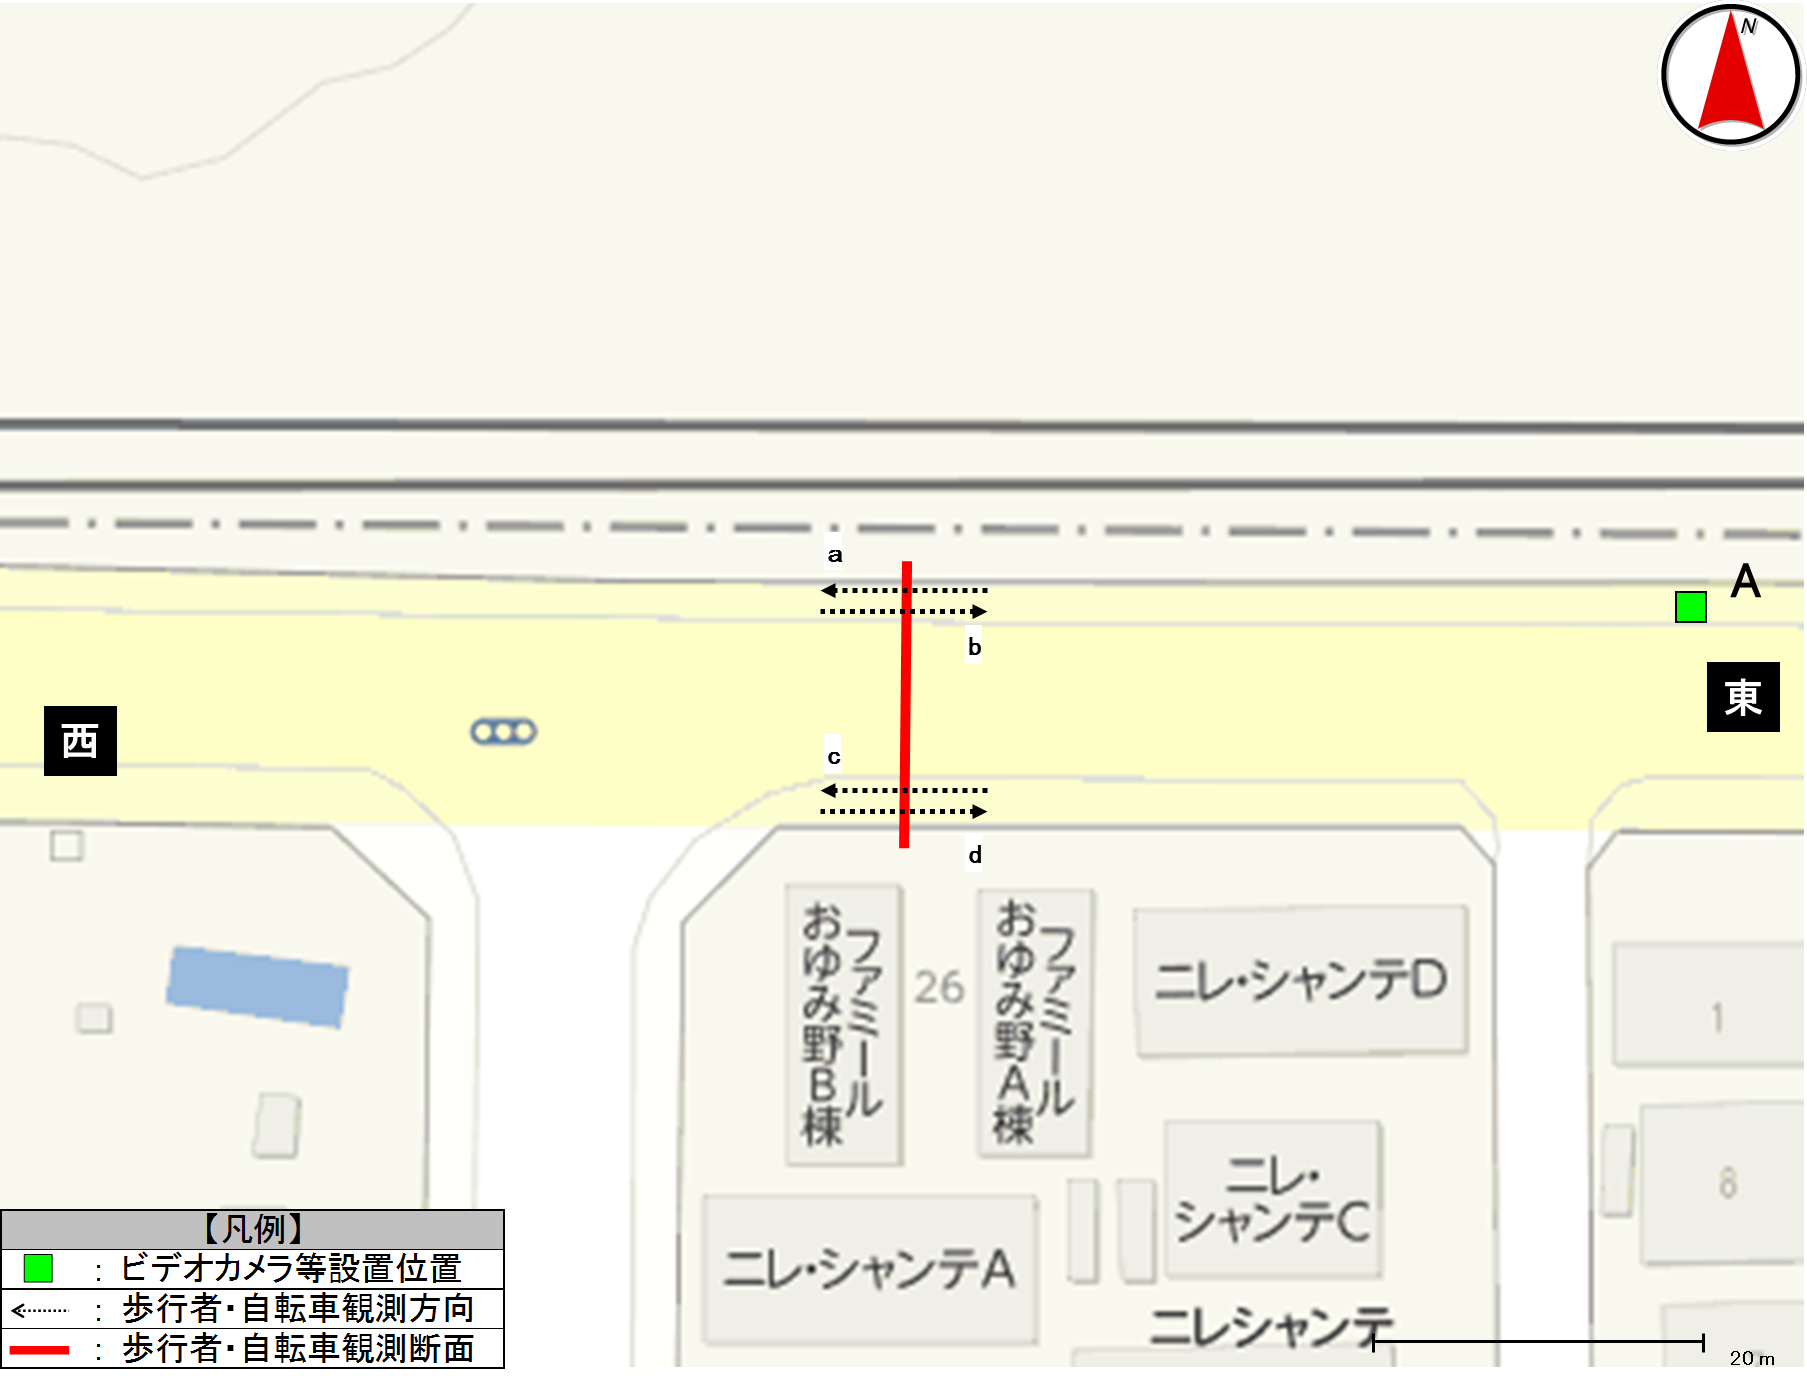 N
a
A
b
東
西
c
d
ファミール
おゆみ野B棟
26
ファミール
おゆみ野A棟
ニレ・シャンテD
1
ニレ・
シャンテC
8
ニレ・シャンテA
ニレシャンテ
20 m
【凡例】
： ビデオカメラ等設置位置
： 歩行者・自転車観測方向
： 歩行者・自転車観測断面